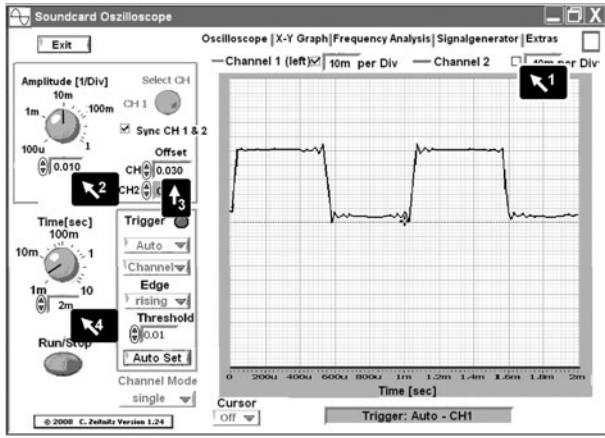 Soundcard Oszilloscope
Exit
Oscilloscope | X-Y Graph | Frequency Analysis | Signalgenerator | Extras
Channel 1 (left) 10m per Div Channel 2 10m per Div
Amplitude [1/Div]
10m
1m 100m
100u 1
0.010
Select CH
CH 1
Sync CH 1 & 2
Offset
CH 0.030
CH2
1
2
3
4
Time[sec]
100m
10m 1
1m 10
2m
Run/Stop
Trigger
Auto
Channel
Edge
rising
Threshold
0.01
Auto Set
Channel Mode
single
0 200u 400u 600u 800u 1m 1.2m 1.4m 1.6m 1.8m 2m
Time [sec]
Cursor
Off
Trigger: Auto - CH1
© 2008 C. Zeitnitz Version 1.24